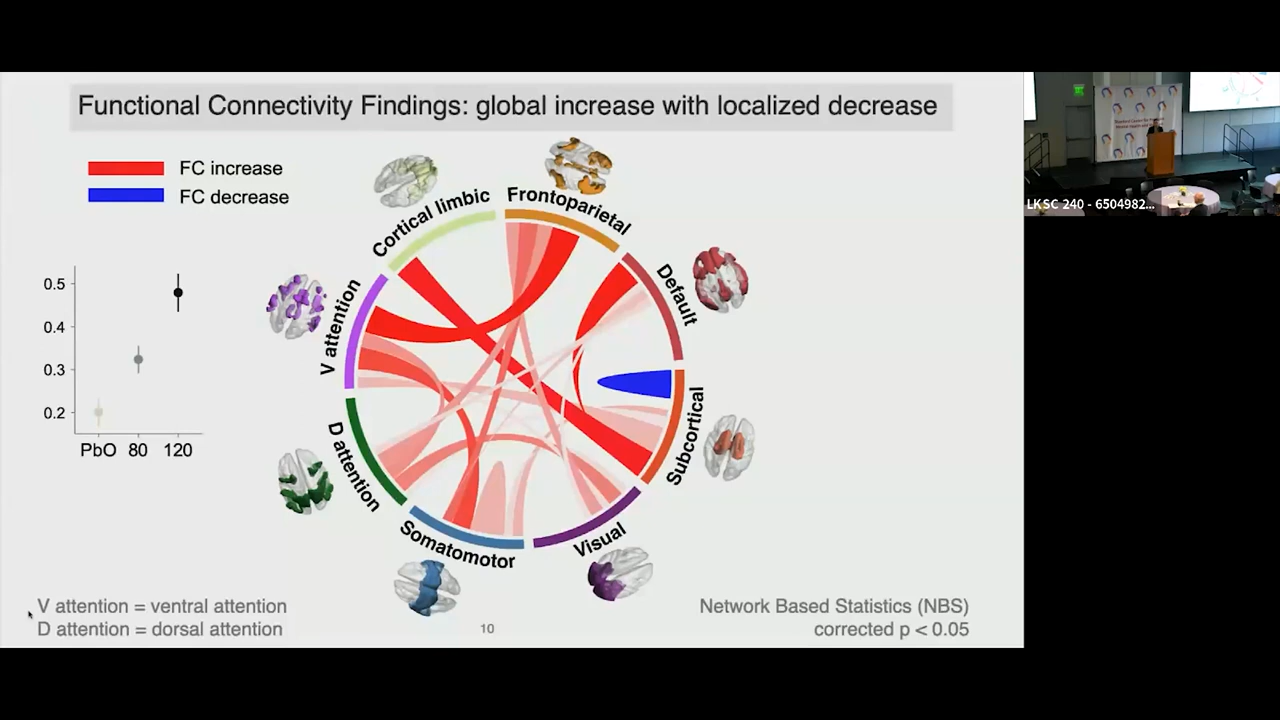 Functional Connectivity Findings: global increase with localized decrease
FC increase
FC decrease
Cortical limbic
Frontoparietal
Default
Subcortical
Visual
Somatomotor
D attention
V attention
0.5
0.4
0.3
0.2
PbO 80 120
V attention = ventral attention
D attention = dorsal attention
10
Network Based Statistics (NBS)
corrected p < 0.05
LKSC 240 - 6504982...